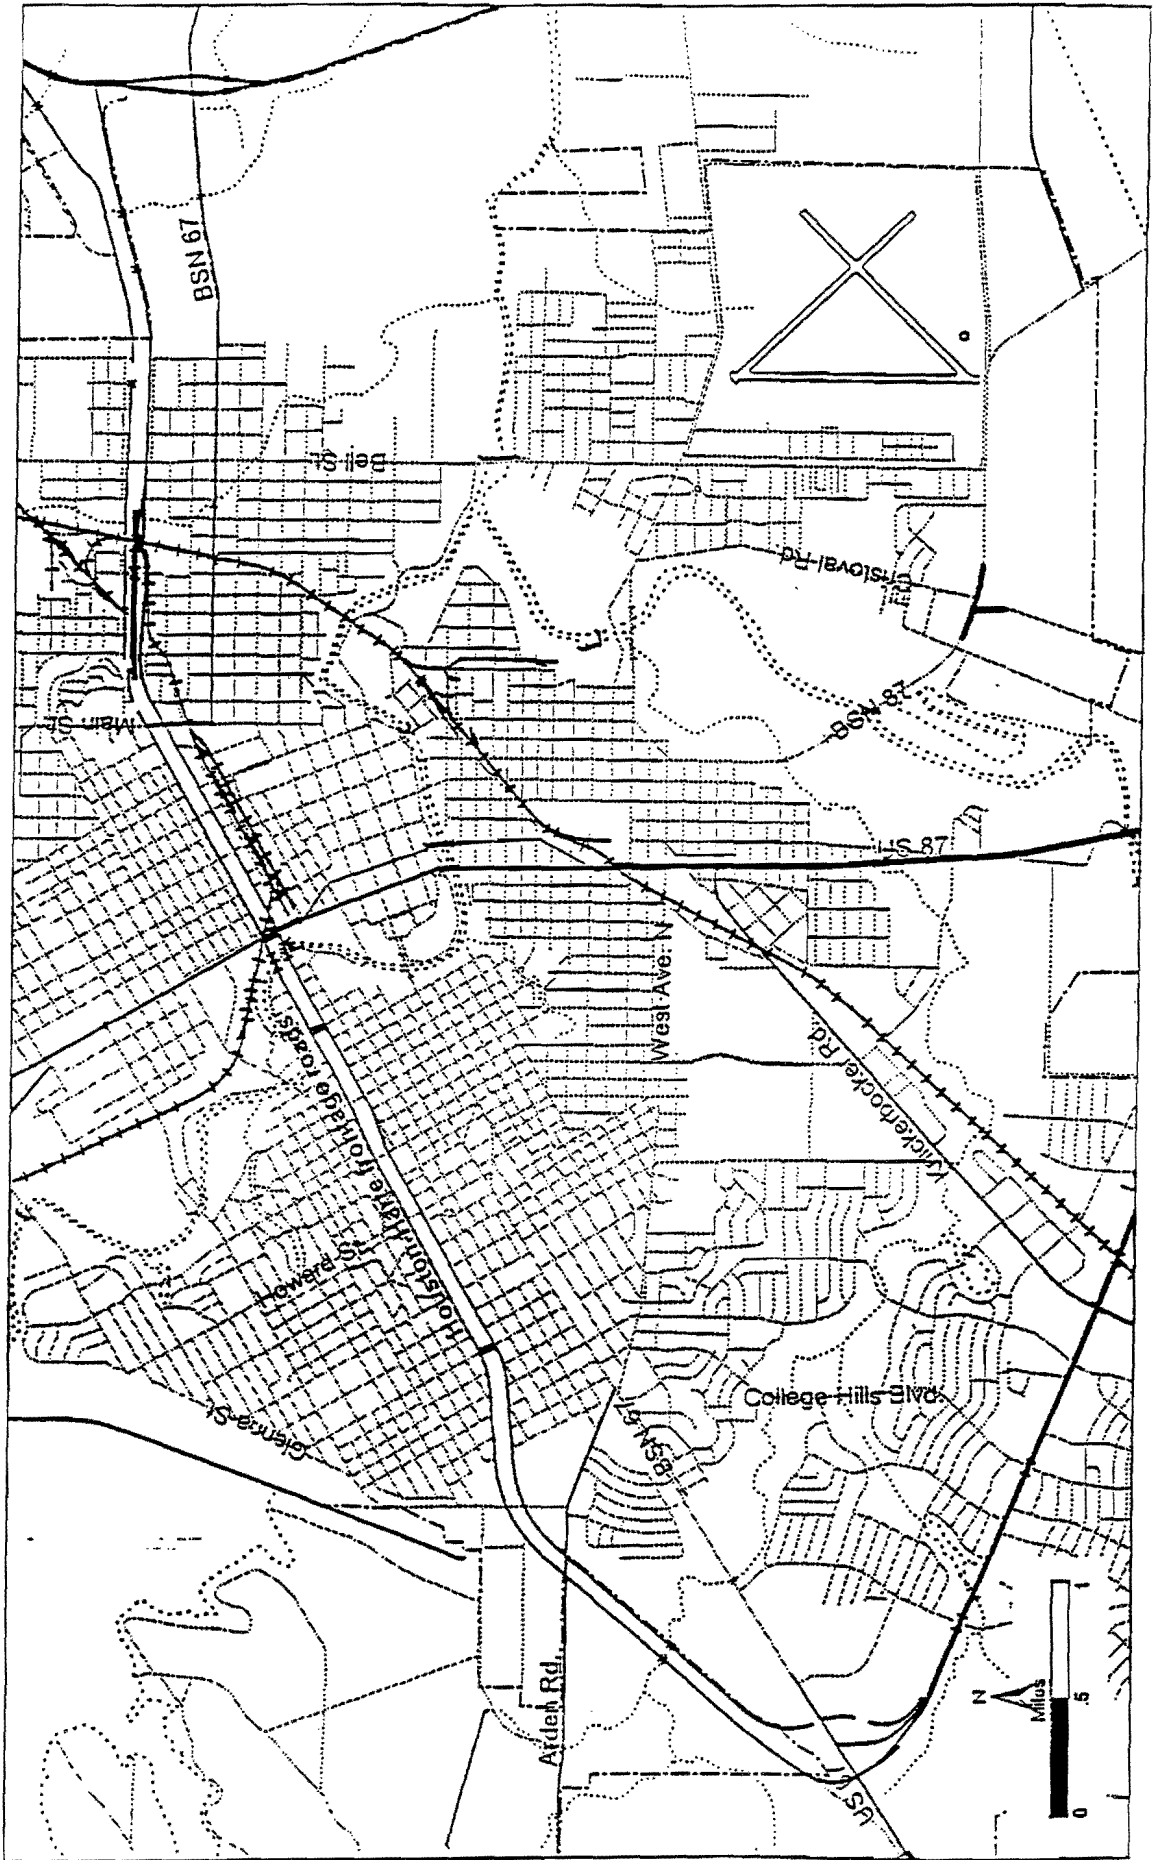 BSN 67
Bell St.
Main St.
Cristoval Rd.
BSN 87
US 87
West Ave. N
Knickerbocker Rd
Houston Harte frontage roads
Howard St
Glenna St.
College Hills Blvd.
BSN 67
Arden Rd
US
N
Miles
0 .5 1